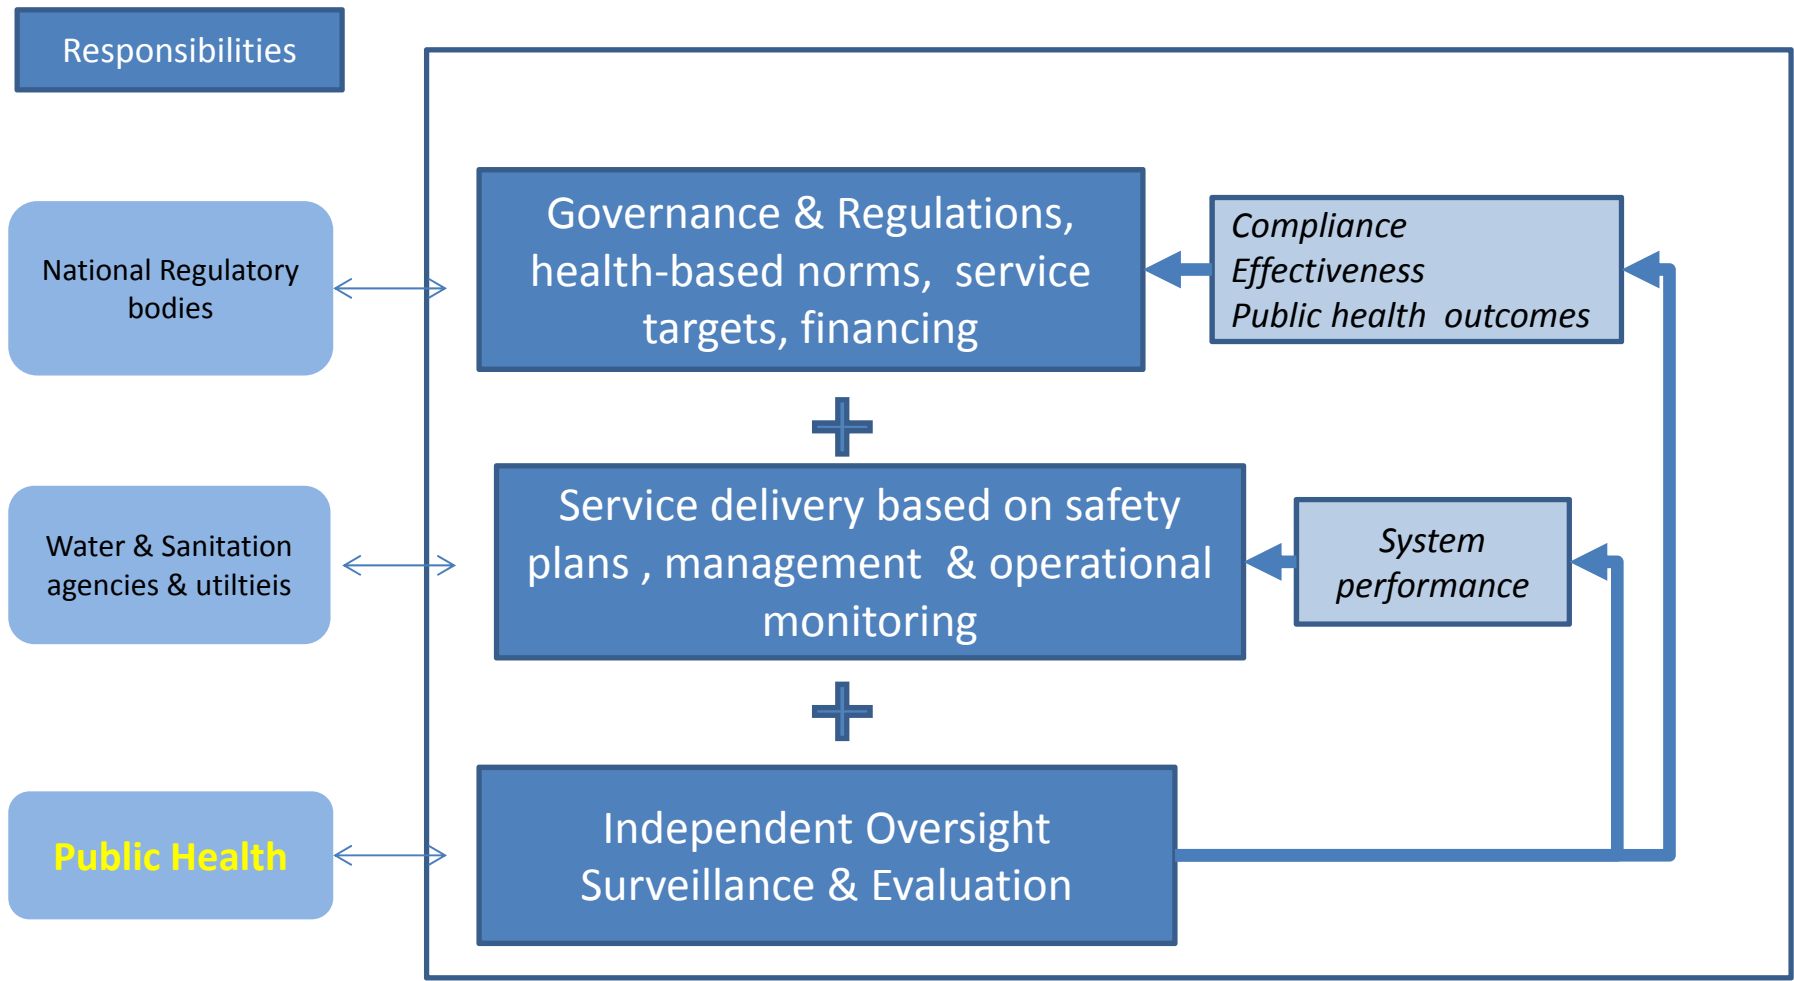 Responsibilities
National Regulatory
bodies
Governance & Regulations,
health-based norms,  service
targets, financing
Compliance
Effectiveness
Public health  outcomes
Water & Sanitation
agencies & utiltieis
Service delivery based on safety
plans , management  & operational
monitoring
System
performance
Public Health
Independent Oversight
Surveillance & Evaluation